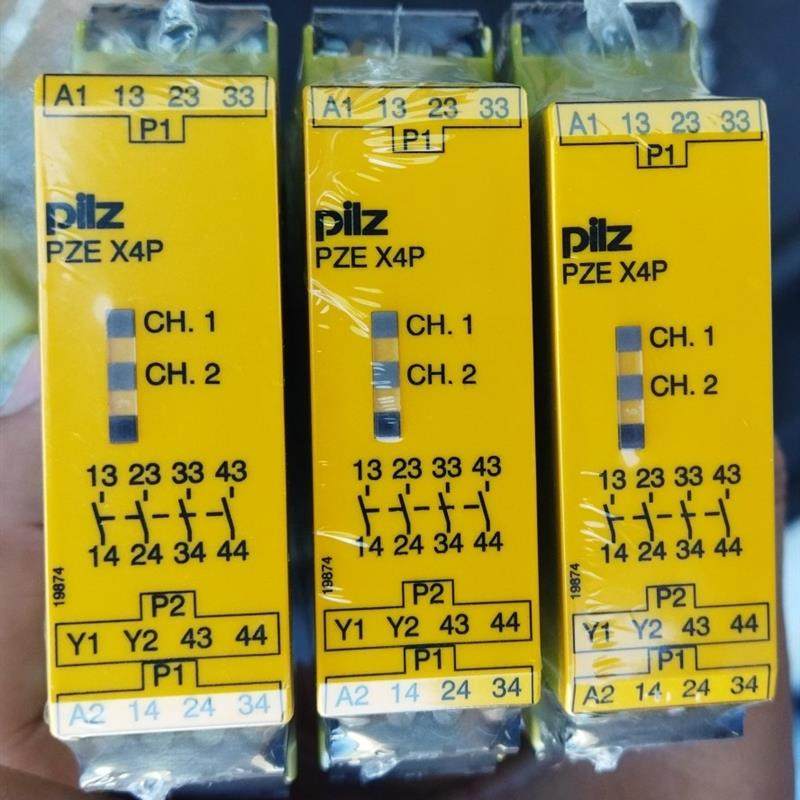 A1 13 23 33
P1
pilz
PZE X4P
CH. 1
CH. 2
13 23 33 43
14 24 34 44
19874
P2
Y1 Y2 43 44
P1
A2 14 24 34
A1 13 23 33
P1
pilz
PZE X4P
CH. 1
CH. 2
13 23 33 43
14 24 34 44
19874
P2
Y1 Y2 43 44
P1
A2 14 24 34
A1 13 23 33
P1
pilz
PZE X4P
CH. 1
CH. 2
13 23 33 43
14 24 34 44
19874
P2
Y1 Y2 43 44
P1
A2 14 24 34